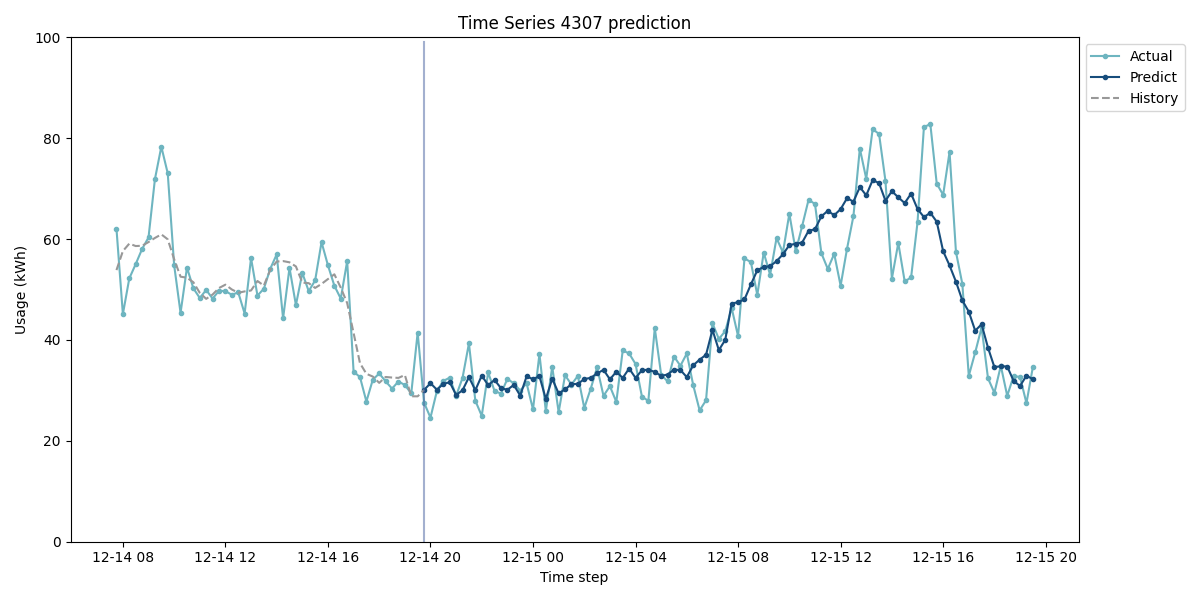 Time Series 4307 prediction
100
80
60
40
20
0
Usage (kWh)
12-14 08
12-14 12
12-14 16
12-14 20
12-15 00
12-15 04
12-15 08
12-15 12
12-15 16
12-15 20
Time step
Actual
Predict
History